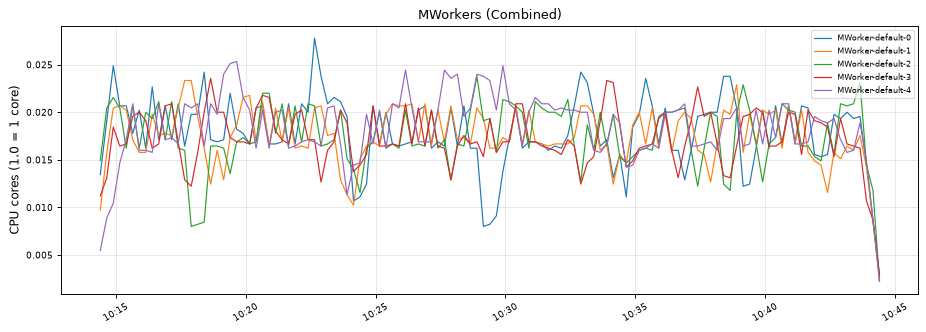 MWorkers (Combined)
CPU cores (1.0 = 1 core)
0.025
0.020
0.015
0.010
0.005
MWorker-default-0
MWorker-default-1
MWorker-default-2
MWorker-default-3
MWorker-default-4
10:15
10:20
10:25
10:30
10:35
10:40
10:45